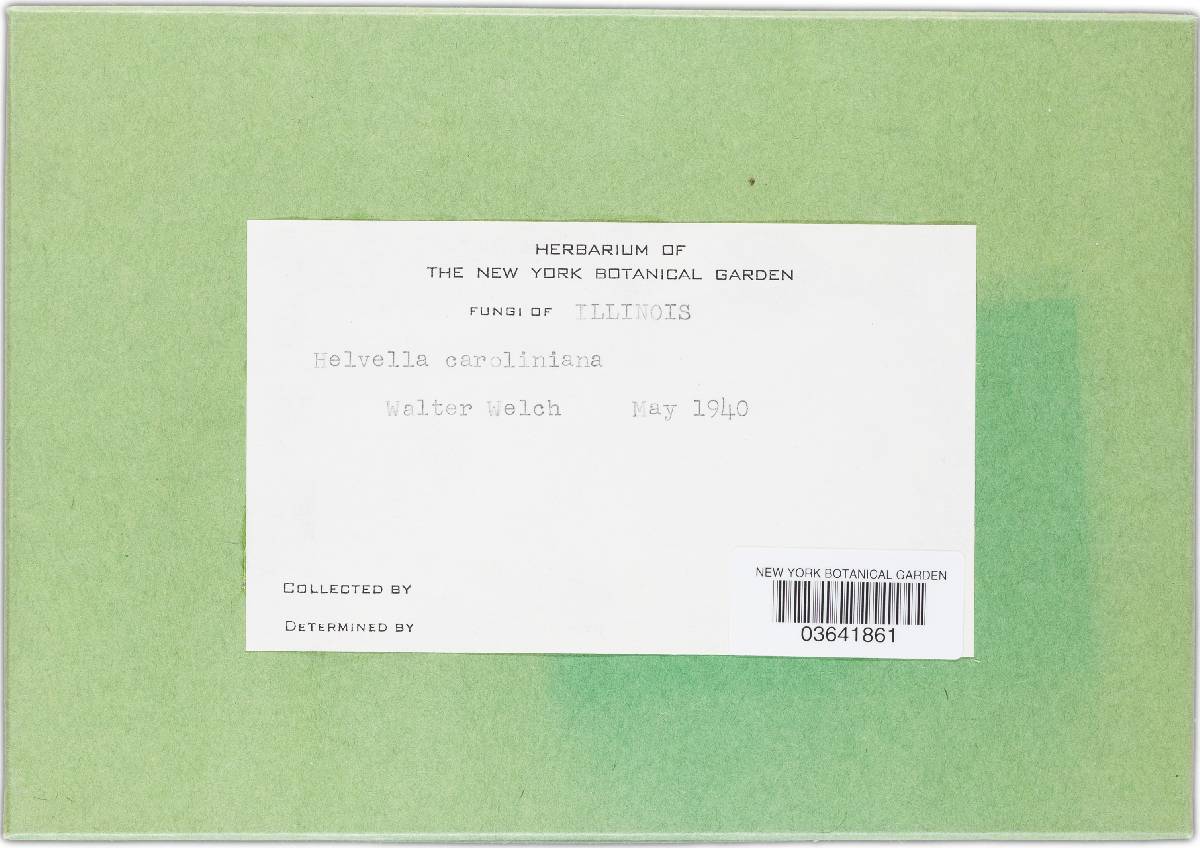 HERBARIUM OF
THE NEW YORK BOTANICAL GARDEN
FUNGI OF ILLINOIS
Helvella caroliniana
Walter Welch May 1940
COLLECTED BY
DETERMINED BY
NEW YORK BOTANICAL GARDEN
03641861